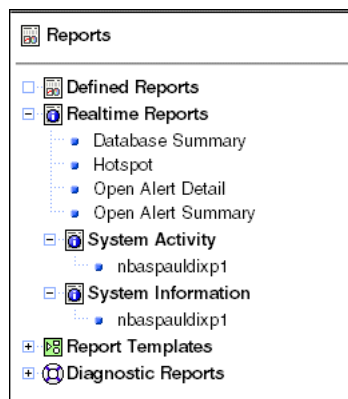 Reports
Defined Reports
Realtime Reports
Database Summary
Hotspot
Open Alert Detail
Open Alert Summary
System Activity
nbaspauldixp1
System Information
nbaspauldixp1
Report Templates
Diagnostic Reports